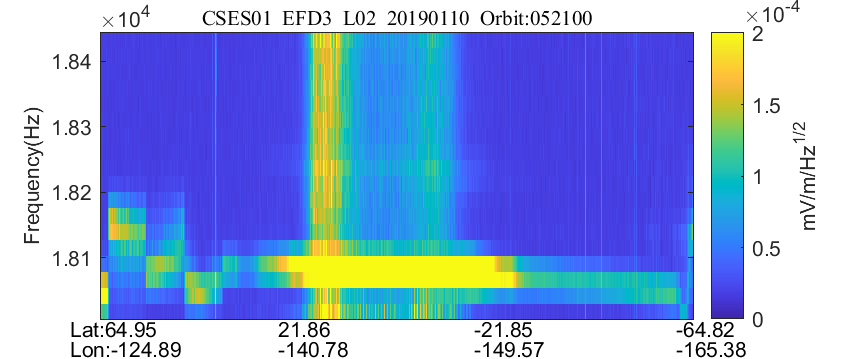 ×10⁴ CSES01 EFD3 L02 20190110 Orbit:052100 ×10⁻⁴
1.84
1.83
1.82
1.81
Frequency(Hz)
2
1.5
1
0.5
0
mV/m/Hz^1/2
Lat:64.95 21.86 -21.85 -64.82
Lon:-124.89 -140.78 -149.57 -165.38